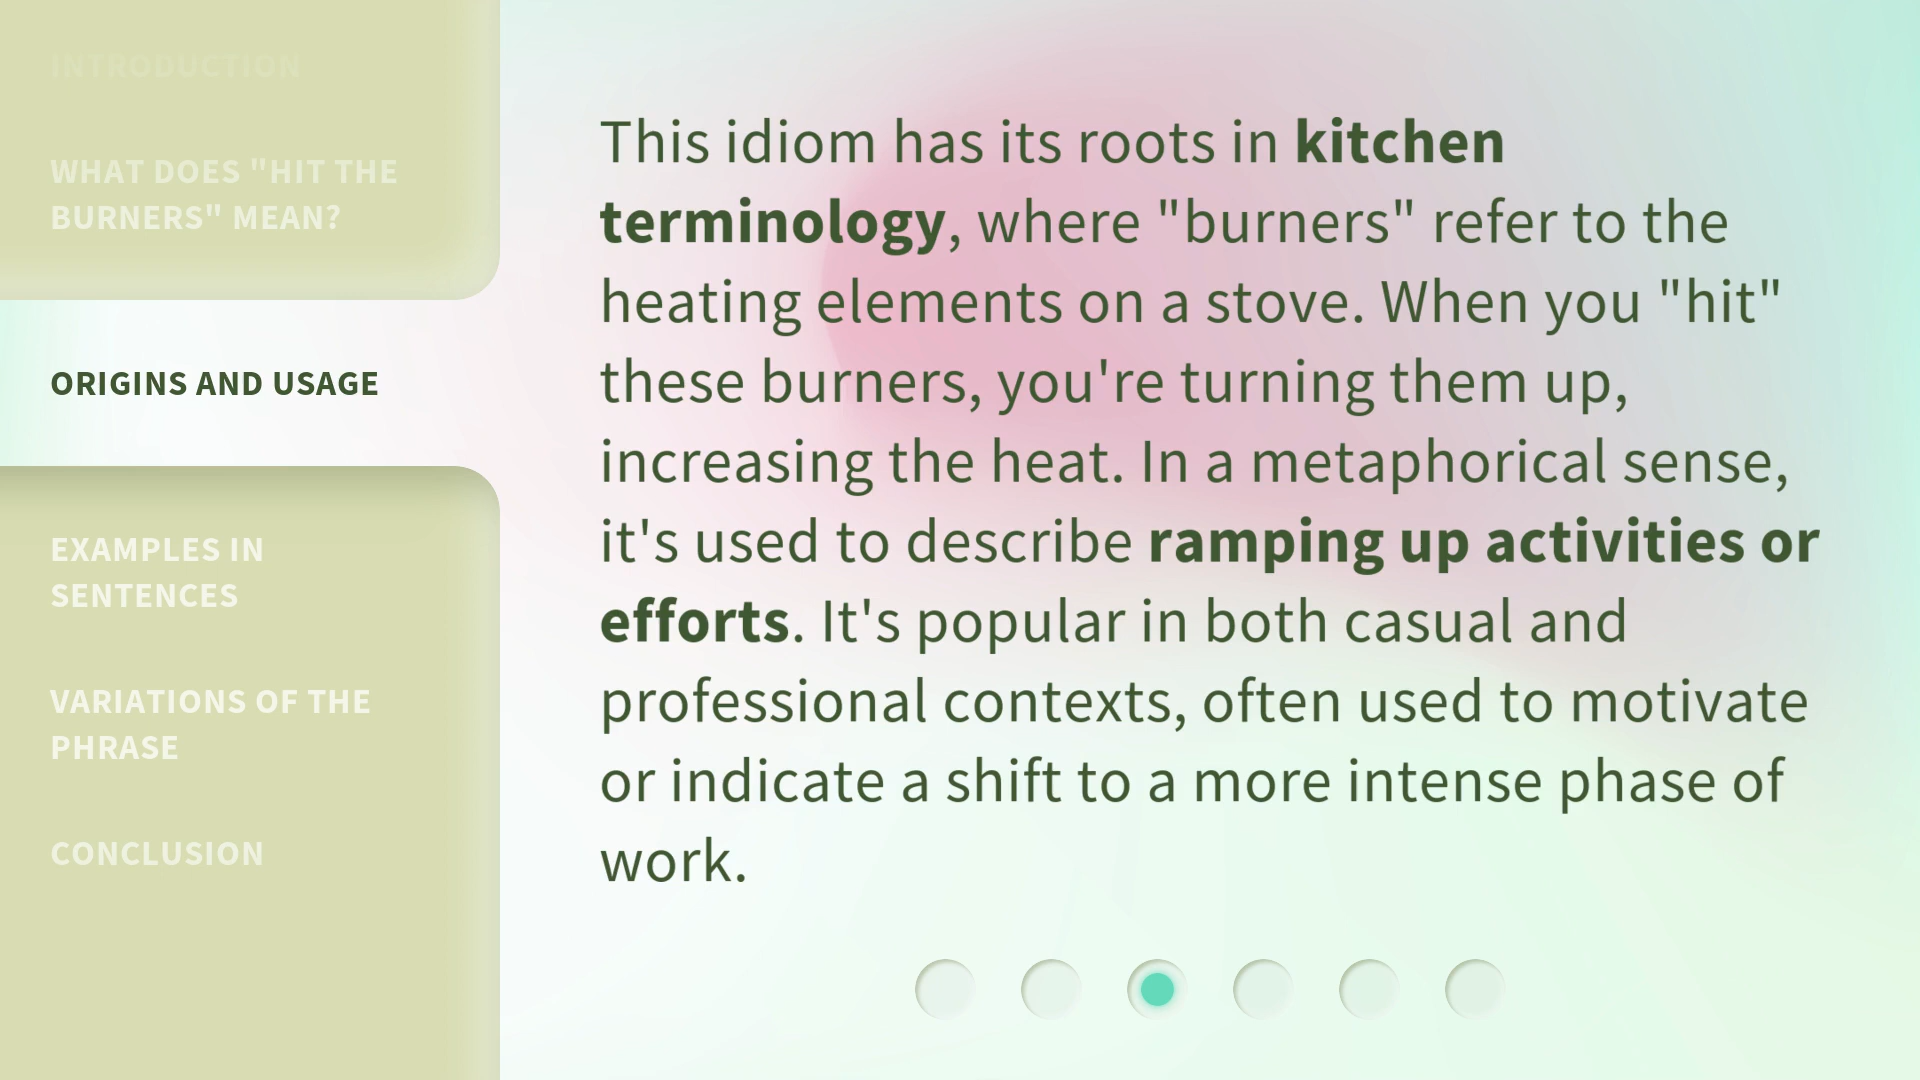 INTRODUCTION
WHAT DOES "HIT THE
BURNERS" MEAN?
ORIGINS AND USAGE
EXAMPLES IN
SENTENCES
VARIATIONS OF THE
PHRASE
CONCLUSION
This idiom has its roots in kitchen
terminology, where "burners" refer to the
heating elements on a stove. When you "hit"
these burners, you're turning them up,
increasing the heat. In a metaphorical sense,
it's used to describe ramping up activities or
efforts. It's popular in both casual and
professional contexts, often used to motivate
or indicate a shift to a more intense phase of
work.